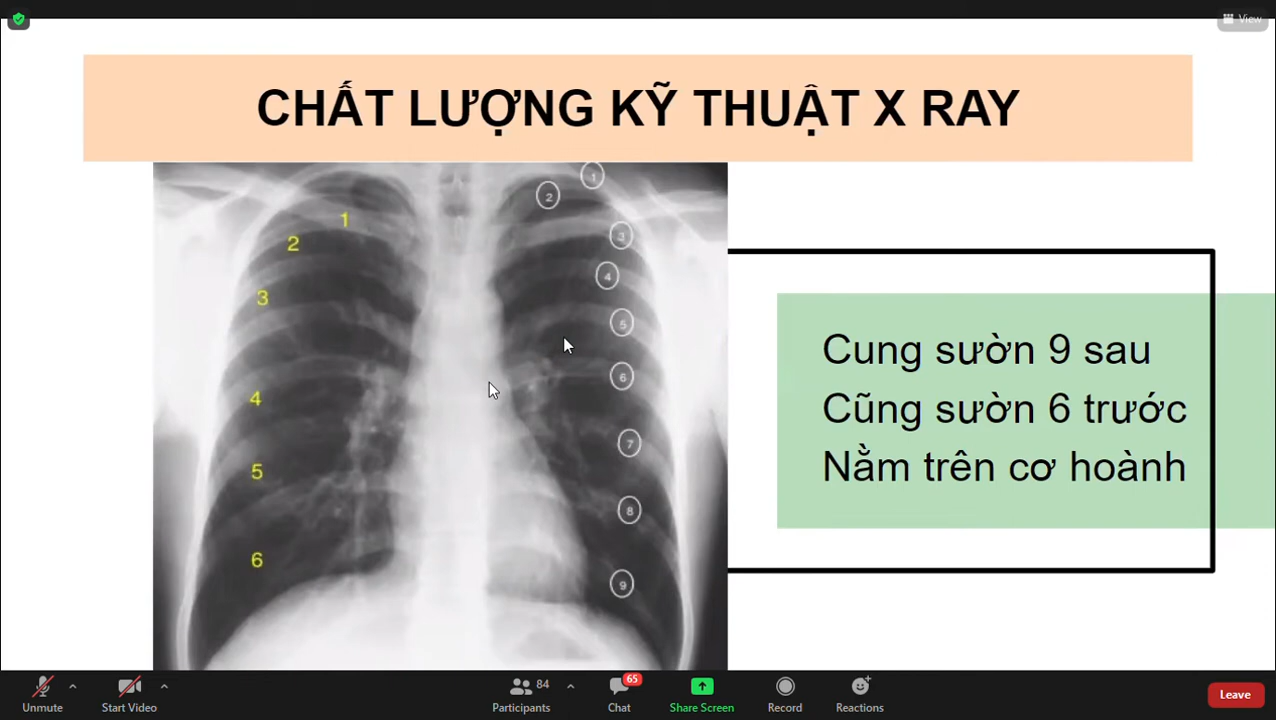 View
CHẤT LƯỢNG KỸ THUẬT X RAY
1
2
3
4
5
6
1
2
3
4
5
6
7
8
9
Cung sườn 9 sau
Cũng sườn 6 trước
Nằm trên cơ hoành
Unmute
Start Video
84
Participants
65
Chat
Share Screen
Record
Reactions
Leave